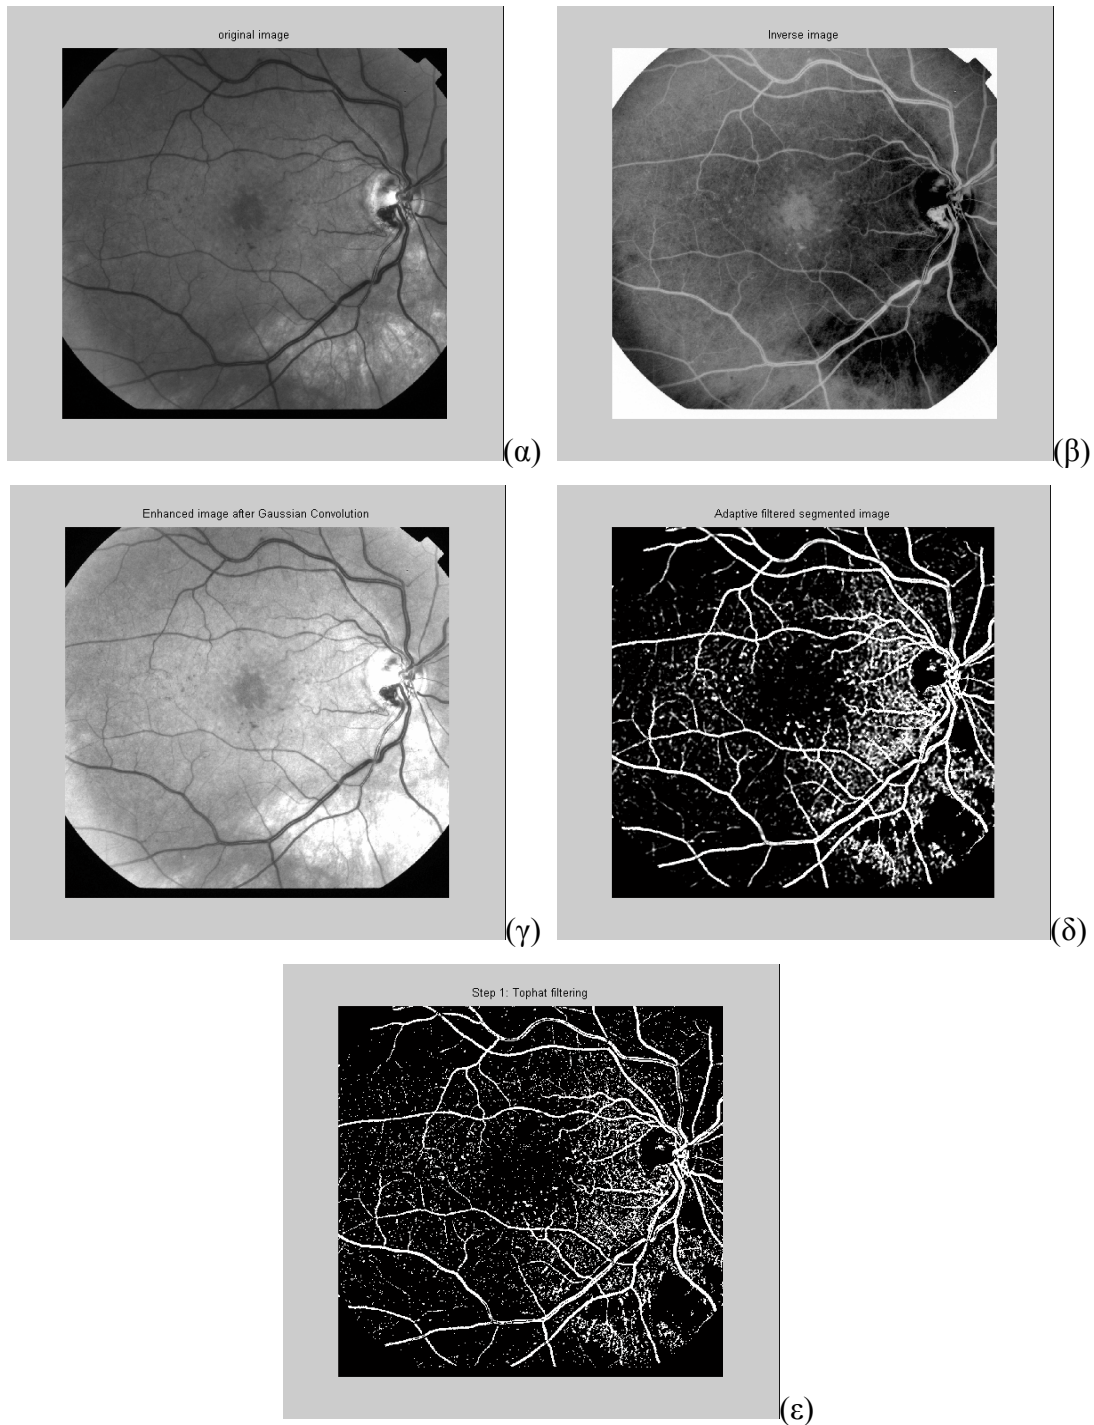 original image
Inverse image
(α)
(β)
Enhanced image after Gaussian Convolution
Adaptive filtered segmented image
(γ)
(δ)
Step 1: Tophat filtering
(ε)